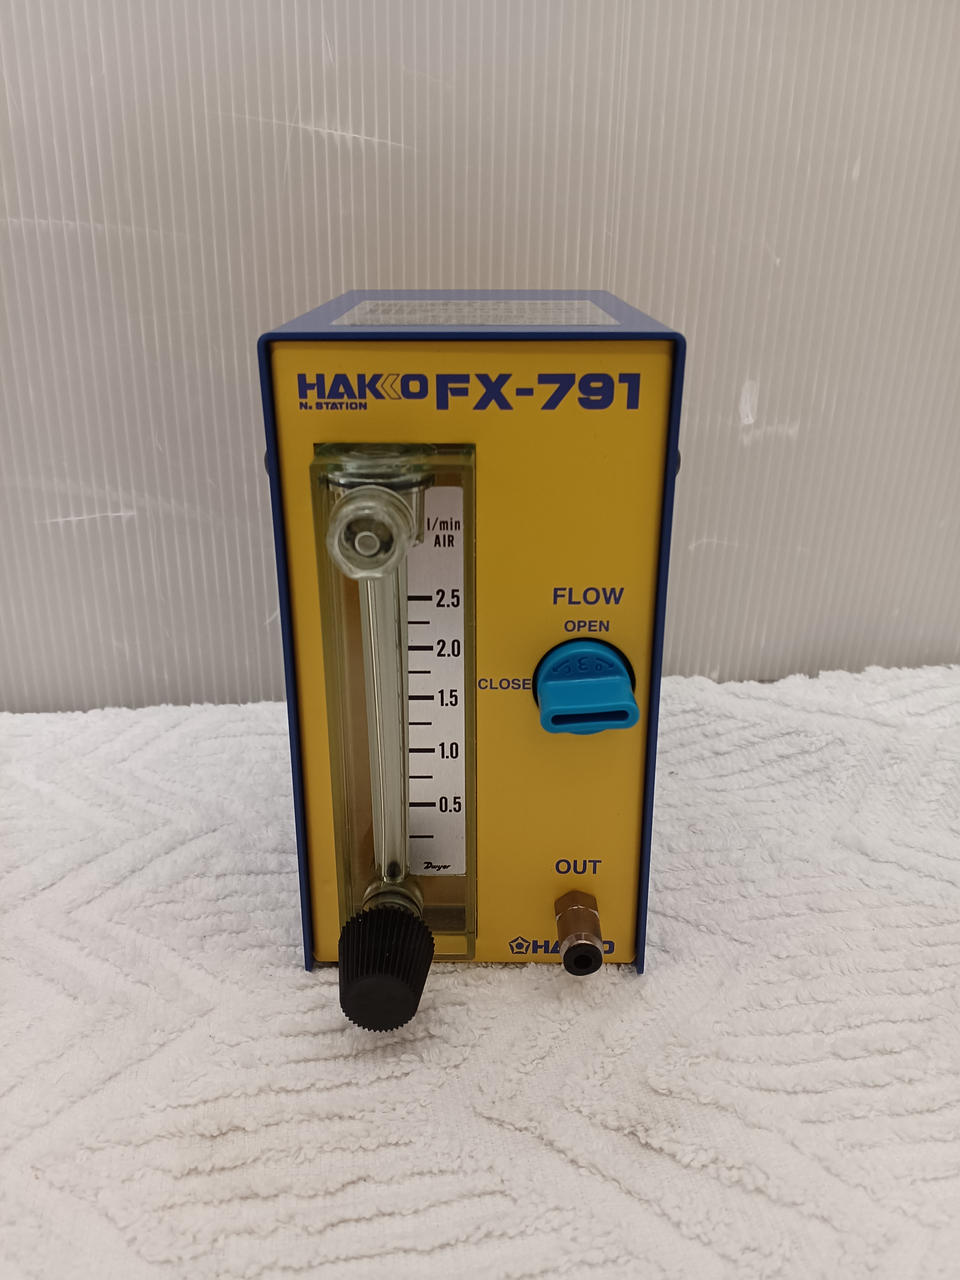 HAKKO FX-791
N₂ STATION
l/min
AIR
2.5
2.0
1.5
1.0
0.5
Dwyer
FLOW
OPEN
CLOSE
OUT